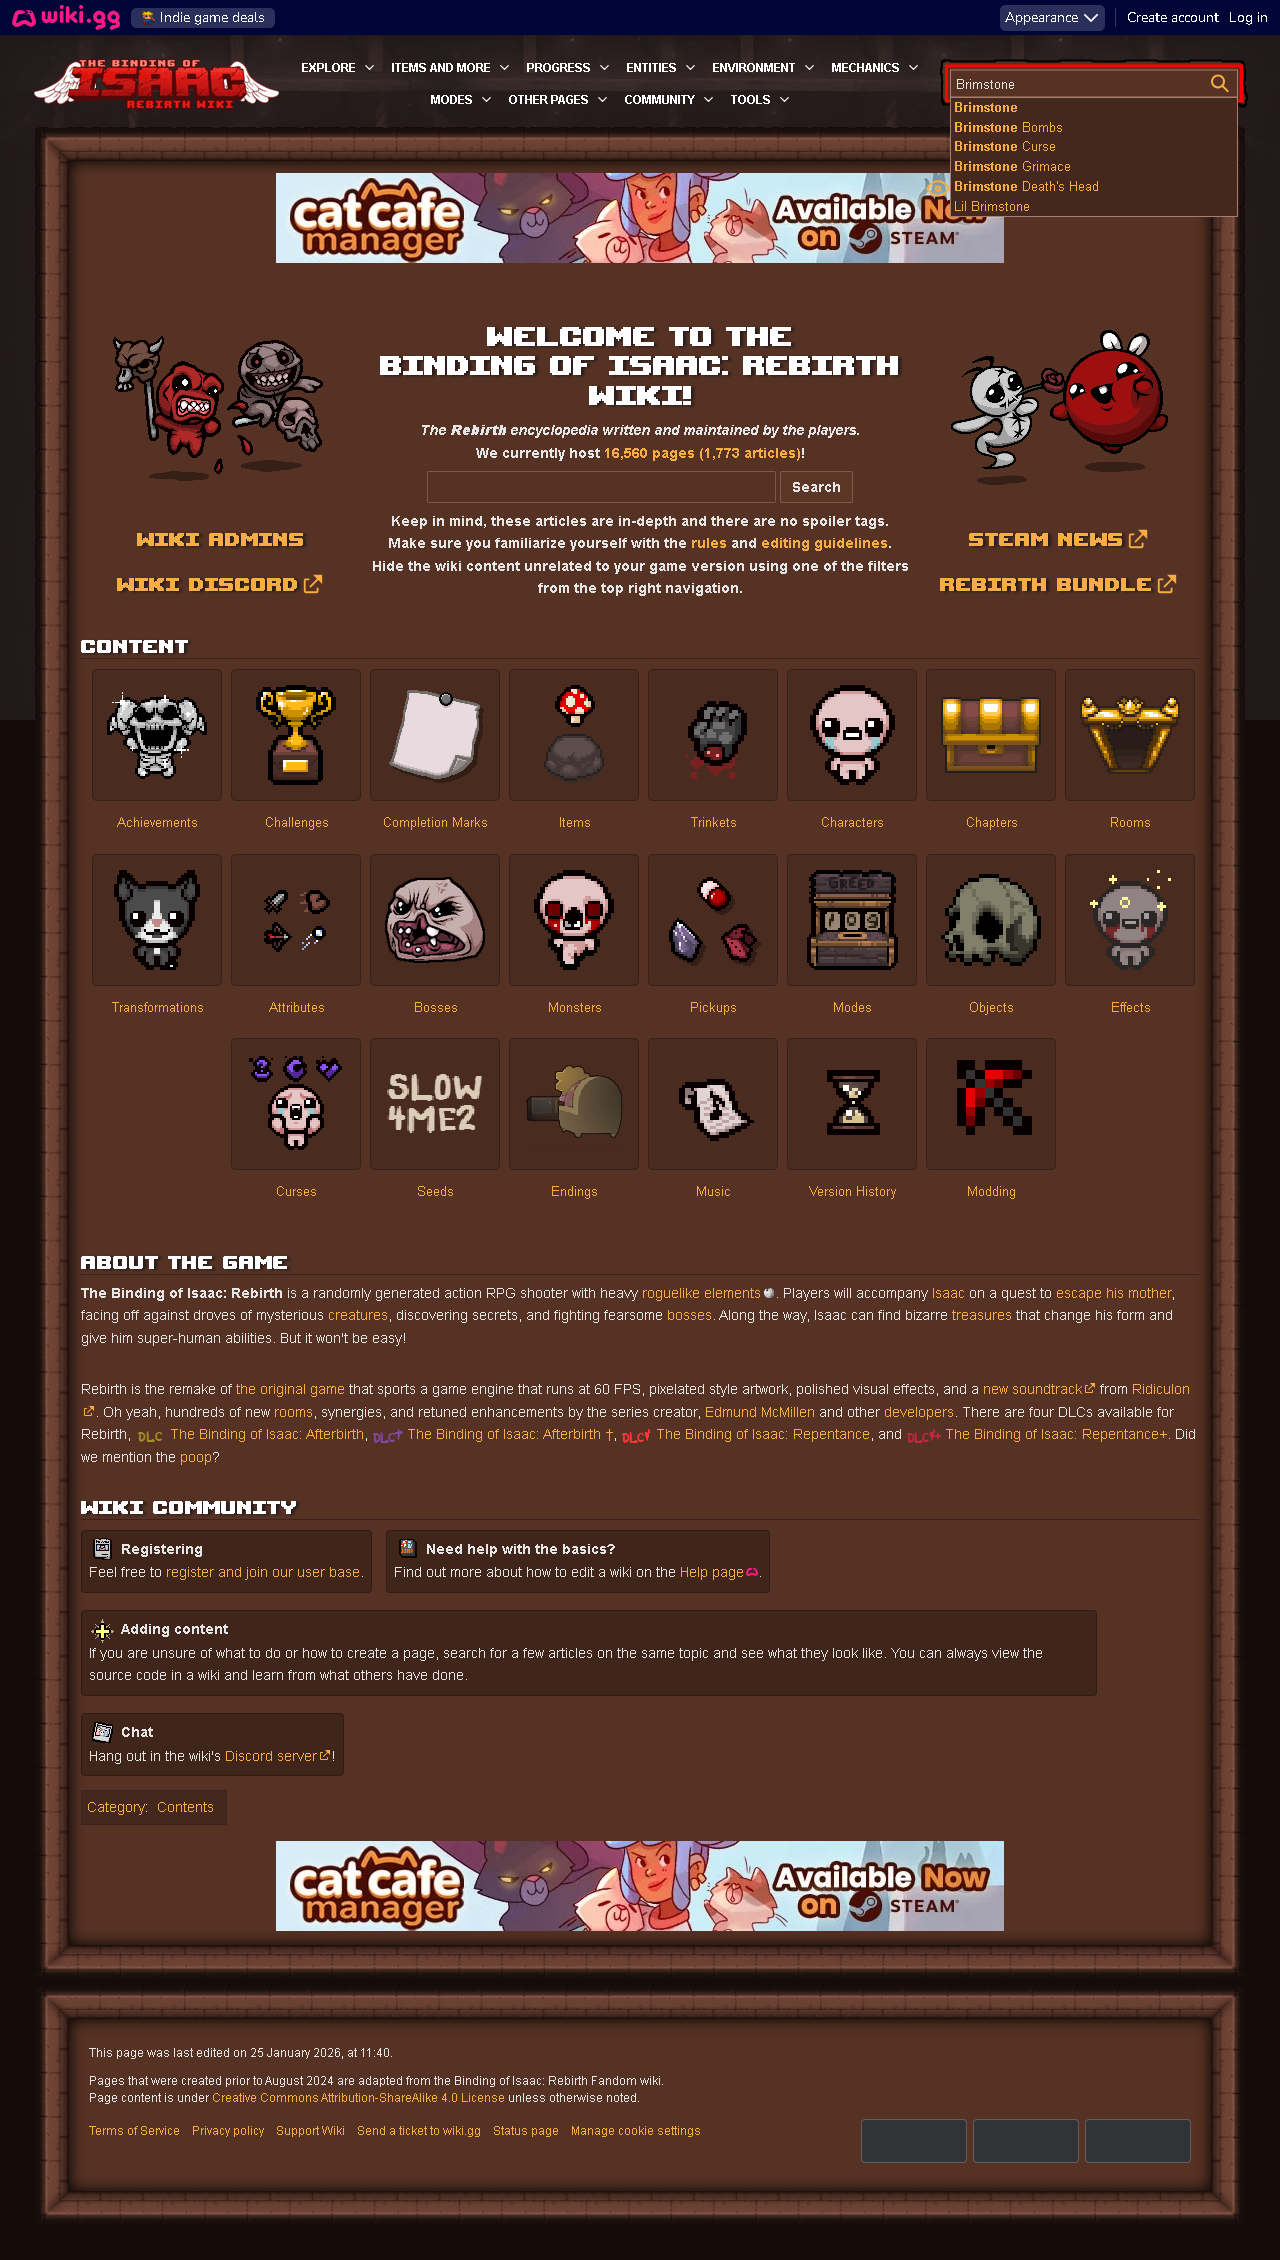 wiki.gg
Indie game deals
Appearance
Create account
Log in
THE BINDING OF
ISAAC
REBIRTH WIKI
EXPLORE
ITEMS AND MORE
PROGRESS
ENTITIES
ENVIRONMENT
MECHANICS
MODES
OTHER PAGES
COMMUNITY
TOOLS
Brimstone
Brimstone
Brimstone Bombs
Brimstone Curse
Brimstone Grimace
Brimstone Death's Head
Lil Brimstone
cat cafe
manager
Available Now
on STEAM
WELCOME TO THE
BINDING OF ISAAC: REBIRTH
WIKI!
The Rebirth encyclopedia written and maintained by the players.
We currently host 16,560 pages (1,773 articles)!
Search
Keep in mind, these articles are in-depth and there are no spoiler tags.
Make sure you familiarize yourself with the rules and editing guidelines.
Hide the wiki content unrelated to your game version using one of the filters
from the top right navigation.
WIKI ADMINS
WIKI DISCORD
STEAM NEWS
REBIRTH BUNDLE
CONTENT
Achievements
Challenges
Completion Marks
Items
Trinkets
Characters
Chapters
Rooms
GREED
109
Transformations
Attributes
Bosses
Monsters
Pickups
Modes
Objects
Effects
SLOW
4ME2
Curses
Seeds
Endings
Music
Version History
Modding
ABOUT THE GAME
The Binding of Isaac: Rebirth is a randomly generated action RPG shooter with heavy roguelike elements. Players will accompany Isaac on a quest to escape his mother,
facing off against droves of mysterious creatures, discovering secrets, and fighting fearsome bosses. Along the way, Isaac can find bizarre treasures that change his form and
give him super-human abilities. But it won't be easy!
Rebirth is the remake of the original game that sports a game engine that runs at 60 FPS, pixelated style artwork, polished visual effects, and a new soundtrack from Ridiculon
. Oh yeah, hundreds of new rooms, synergies, and retuned enhancements by the series creator, Edmund McMillen and other developers. There are four DLCs available for
Rebirth, DLC The Binding of Isaac: Afterbirth, DLC† The Binding of Isaac: Afterbirth †, DLC The Binding of Isaac: Repentance, and DLC+ The Binding of Isaac: Repentance+. Did
we mention the poop?
WIKI COMMUNITY
Registering
Feel free to register and join our user base.
Need help with the basics?
Find out more about how to edit a wiki on the Help page.
Adding content
If you are unsure of what to do or how to create a page, search for a few articles on the same topic and see what they look like. You can always view the
source code in a wiki and learn from what others have done.
Chat
Hang out in the wiki's Discord server!
Category: Contents
cat cafe
manager
Available Now
on STEAM
This page was last edited on 25 January 2026, at 11:40.
Pages that were created prior to August 2024 are adapted from the Binding of Isaac: Rebirth Fandom wiki.
Page content is under Creative Commons Attribution-ShareAlike 4.0 License unless otherwise noted.
Terms of Service
Privacy policy
Support Wiki
Send a ticket to wiki.gg
Status page
Manage cookie settings